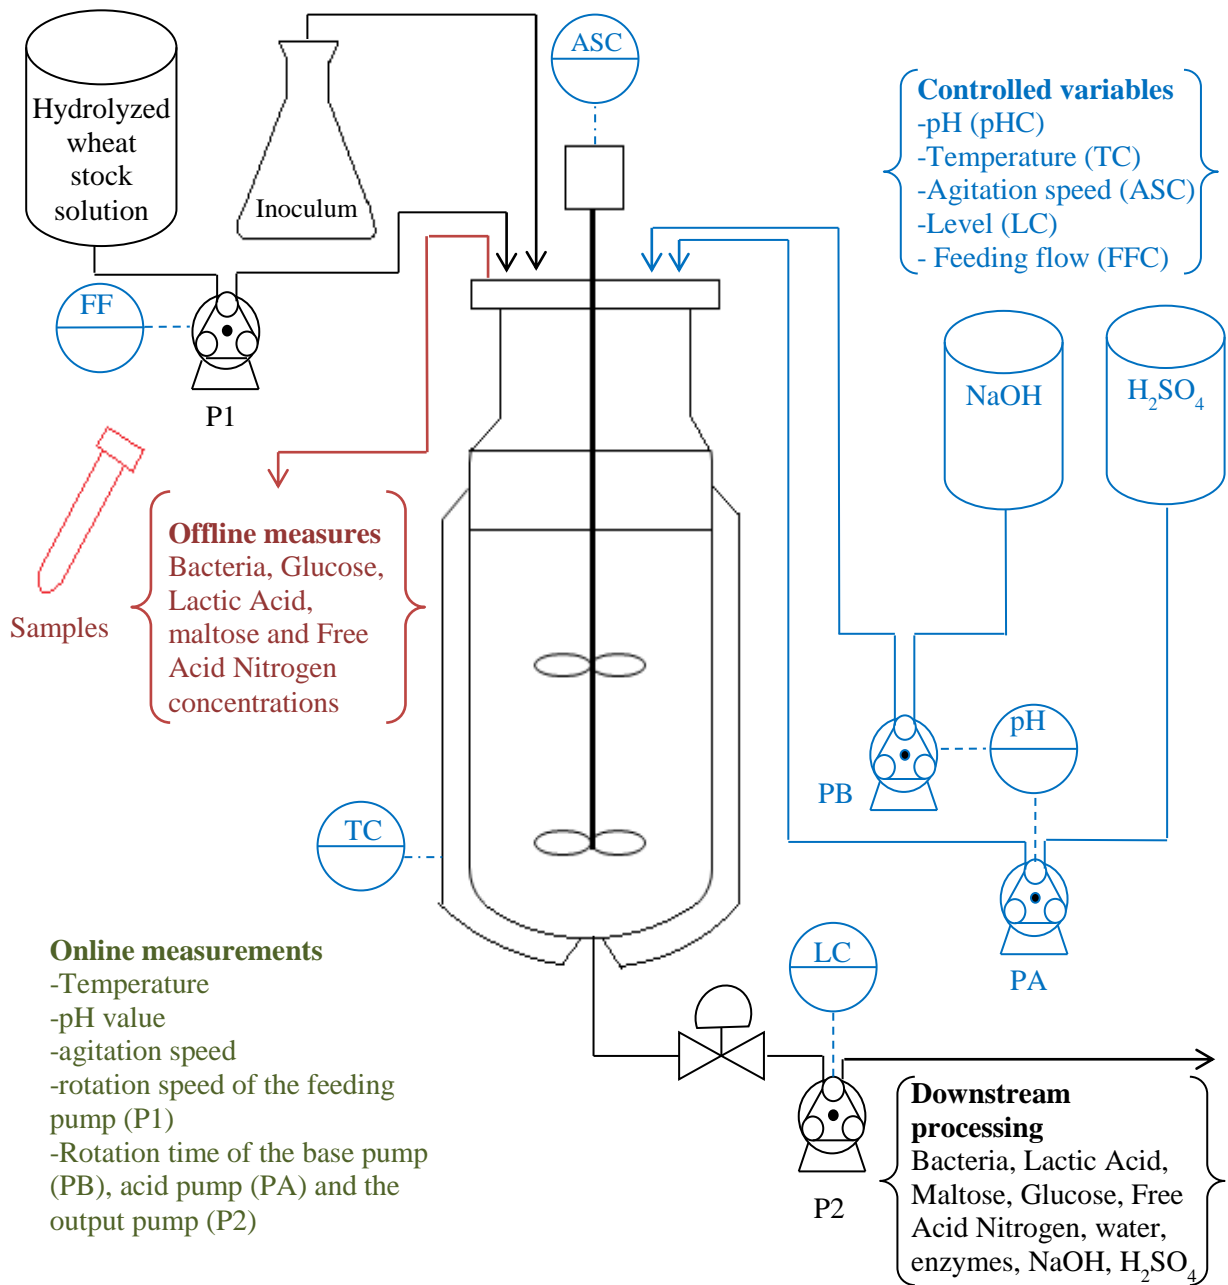 Hydrolyzed
wheat
stock
solution
Inoculum
ASC
Controlled variables
-pH (pHC)
-Temperature (TC)
-Agitation speed (ASC)
-Level (LC)
- Feeding flow (FFC)
FF
P1
NaOH
H₂SO₄
Samples
Offline measures
Bacteria, Glucose,
Lactic Acid,
maltose and Free
Acid Nitrogen
concentrations
pH
PB
TC
PA
LC
Online measurements
-Temperature
-pH value
-agitation speed
-rotation speed of the feeding
pump (P1)
-Rotation time of the base pump
(PB), acid pump (PA) and the
output pump (P2)
P2
Downstream
processing
Bacteria, Lactic Acid,
Maltose, Glucose, Free
Acid Nitrogen, water,
enzymes, NaOH, H₂SO₄